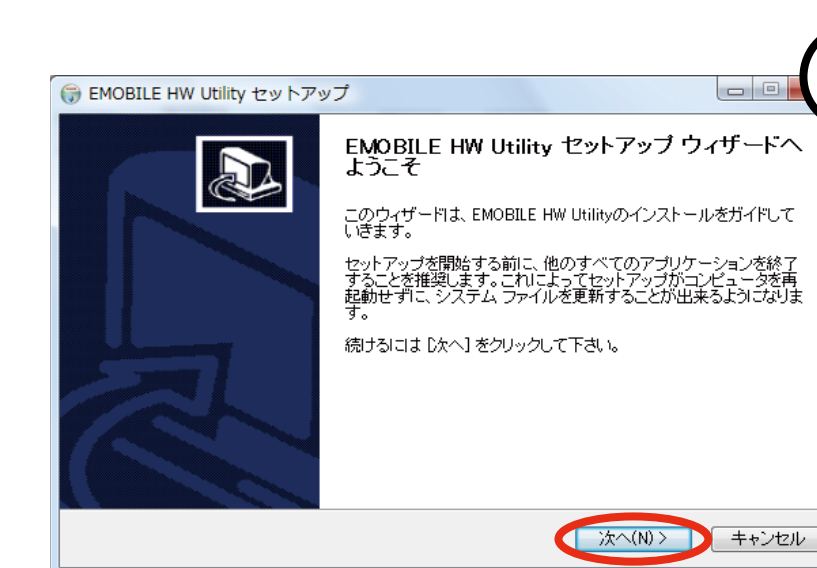 EMOBILE HW Utility セットアップ
EMOBILE HW Utility セットアップ ウィザードへ
ようこそ
このウィザードは、EMOBILE HW Utilityのインストールをガイドして
いきます。
セットアップを開始する前に、他のすべてのアプリケーションを終了
することを推奨します。これによってセットアップがコンピュータを再
起動せずに、システム ファイルを更新することが出来るようになりま
す。
続けるには [次へ] をクリックして下さい。
次へ(N) >
キャンセル